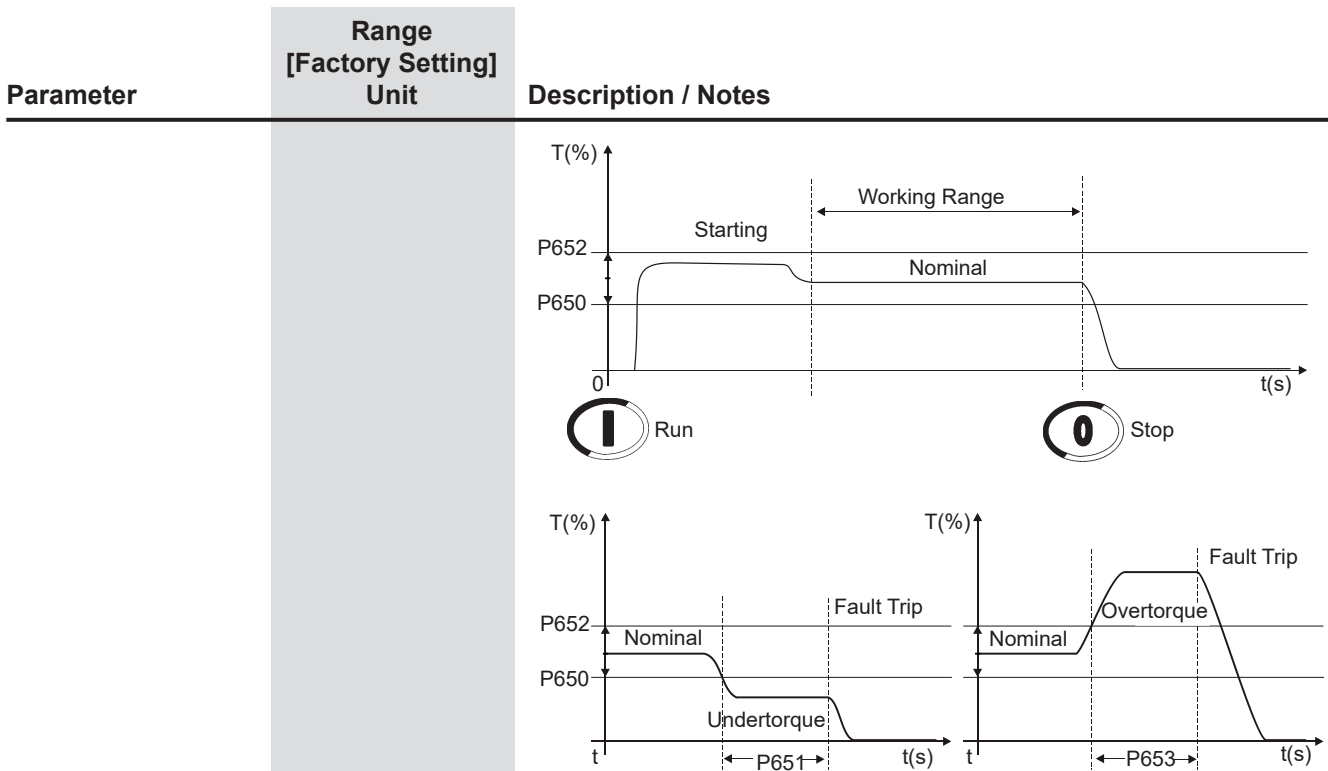 Parameter
Range
[Factory Setting]
Unit
Description / Notes
T(%)
Working Range
Starting
P652
Nominal
P650
0
t(s)
I Run
0 Stop
T(%)
Fault Trip
P652
Nominal
P650
Undertorque
t
P651
t(s)
T(%)
Fault Trip
Overtorque
Nominal
t
P653
t(s)